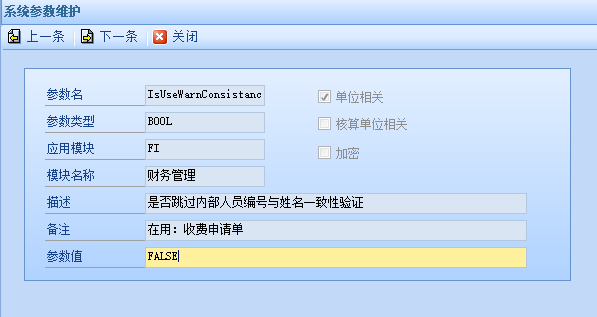 系统参数维护
上一条 下一条 关闭
参数名 IsUseWarnConsistanc 单位相关
参数类型 BOOL 核算单位相关
应用模块 FI 加密
模块名称 财务管理
描述 是否跳过内部人员编号与姓名一致性验证
备注 在用：收费申请单
参数值 FALSE